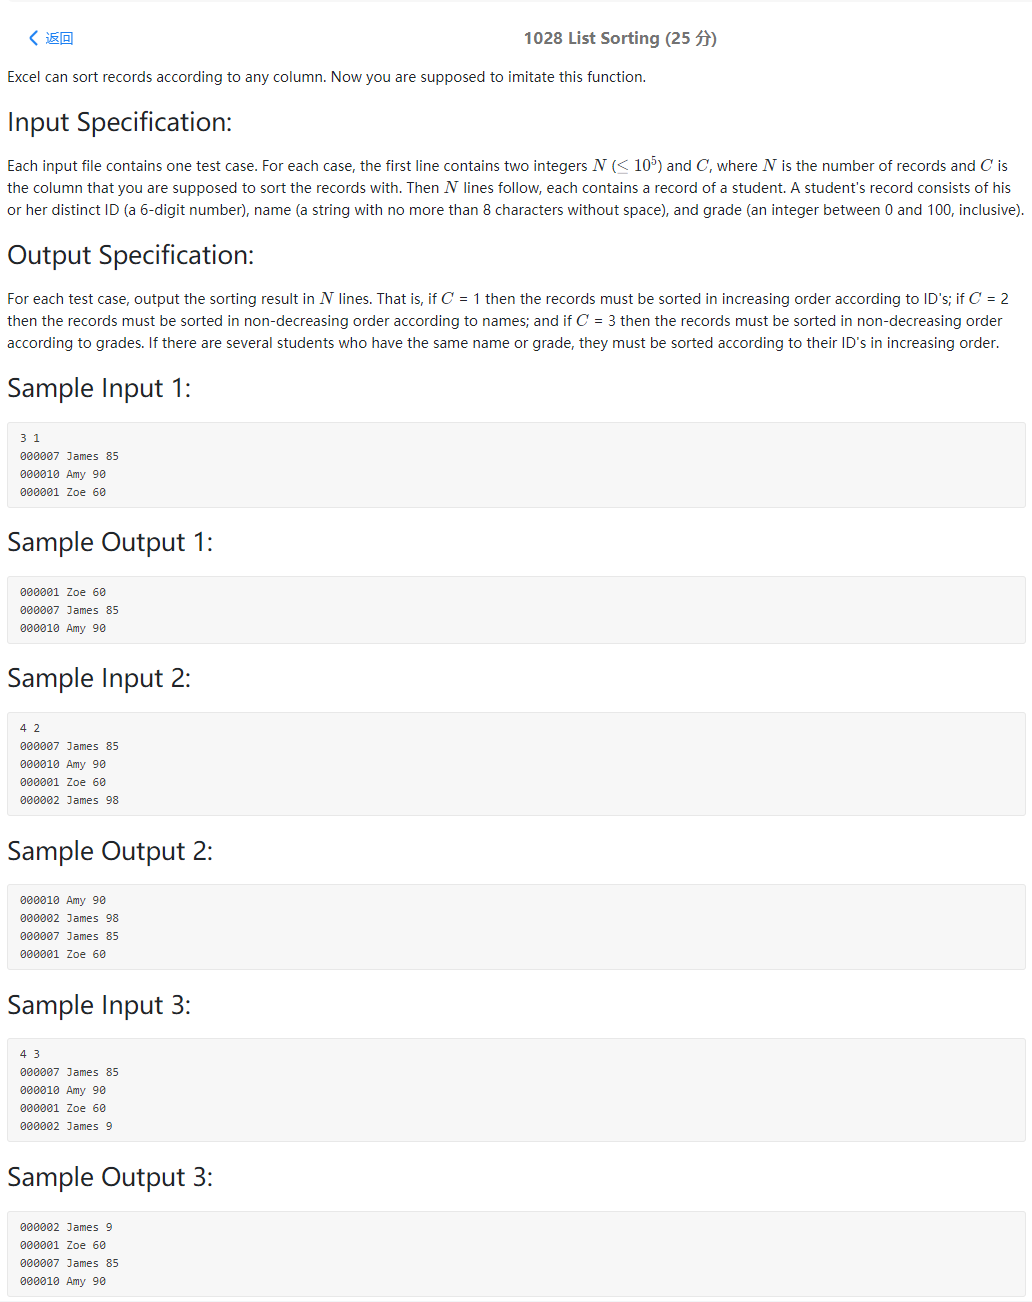 返回
1028 List Sorting (25 分)
Excel can sort records according to any column. Now you are supposed to imitate this function.
Input Specification:
Each input file contains one test case. For each case, the first line contains two integers N (≤ 10⁵) and C, where N is the number of records and C is
the column that you are supposed to sort the records with. Then N lines follow, each contains a record of a student. A student's record consists of his
or her distinct ID (a 6-digit number), name (a string with no more than 8 characters without space), and grade (an integer between 0 and 100, inclusive).
Output Specification:
For each test case, output the sorting result in N lines. That is, if C = 1 then the records must be sorted in increasing order according to ID's; if C = 2
then the records must be sorted in non-decreasing order according to names; and if C = 3 then the records must be sorted in non-decreasing order
according to grades. If there are several students who have the same name or grade, they must be sorted according to their ID's in increasing order.
Sample Input 1:
3 1
000007 James 85
000010 Amy 90
000001 Zoe 60
Sample Output 1:
000001 Zoe 60
000007 James 85
000010 Amy 90
Sample Input 2:
4 2
000007 James 85
000010 Amy 90
000001 Zoe 60
000002 James 98
Sample Output 2:
000010 Amy 90
000002 James 98
000007 James 85
000001 Zoe 60
Sample Input 3:
4 3
000007 James 85
000010 Amy 90
000001 Zoe 60
000002 James 9
Sample Output 3:
000002 James 9
000001 Zoe 60
000007 James 85
000010 Amy 90